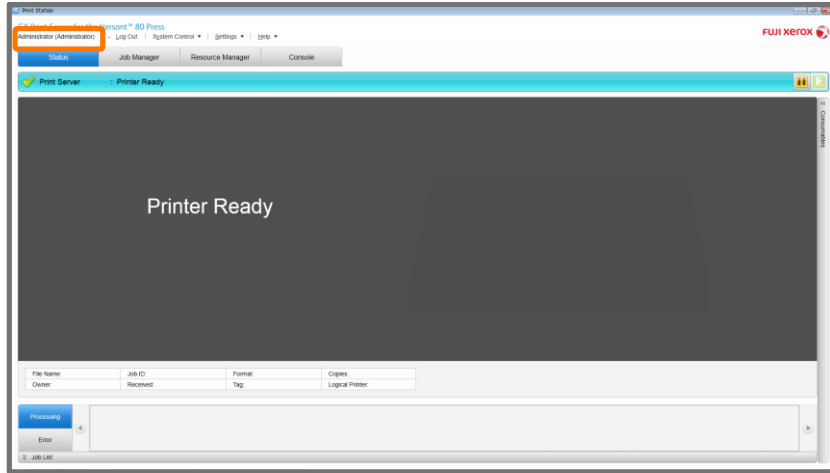 Print Station
GX Print Server for the Versant™ 80 Press
Administrator (Administrator) - Log Out | System Control ▼ | Settings ▼ | Help ▼
FUJI XEROX
Status Job Manager Resource Manager Console
Print Server : Printer Ready
Consumables
Printer Ready
File Name: Job ID: Format: Copies:
Owner: Received: Tag: Logical Printer:
Processing
Error
Job List